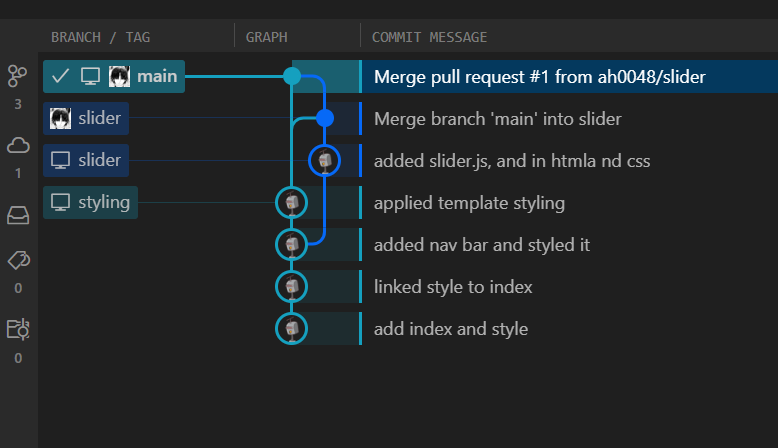 BRANCH / TAG GRAPH COMMIT MESSAGE
main Merge pull request #1 from ah0048/slider
3
slider Merge branch 'main' into slider
slider added slider.js, and in htmla nd css
1
styling applied template styling
added nav bar and styled it
0
linked style to index
add index and style
0